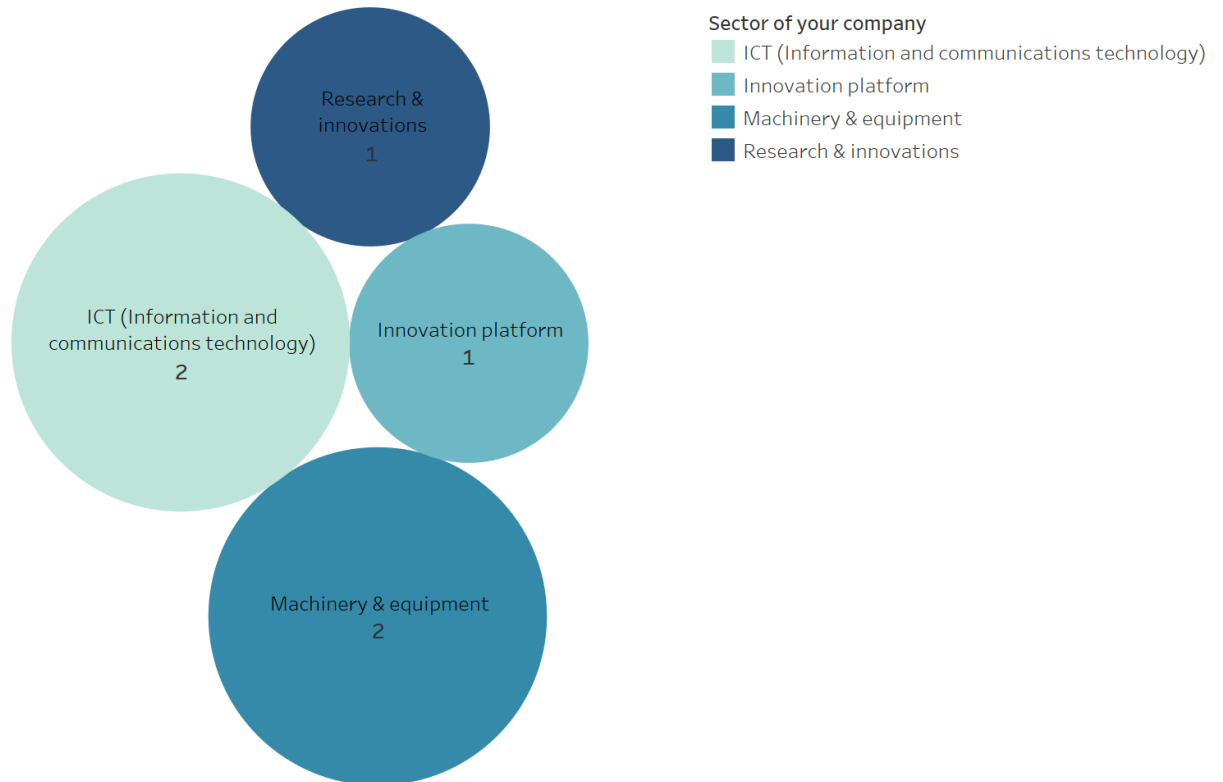 Research &
innovations
1
ICT (Information and
communications technology)
2
Innovation platform
1
Machinery & equipment
2
Sector of your company
ICT (Information and communications technology)
Innovation platform
Machinery & equipment
Research & innovations